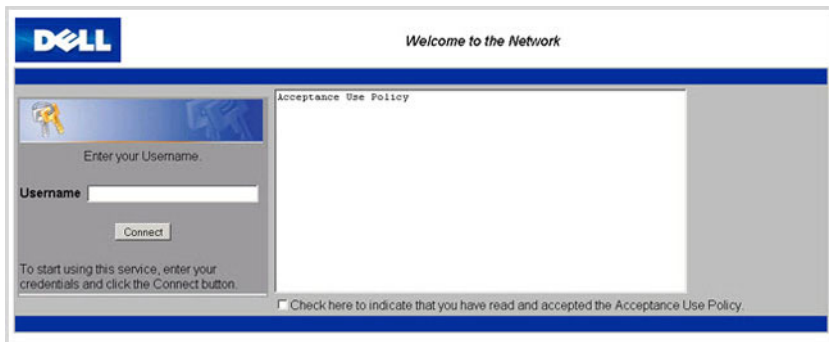 DELL
Welcome to the Network
Enter your Username.
Username
Connect
To start using this service, enter your
credentials and click the Connect button.
Acceptance Use Policy
Check here to indicate that you have read and accepted the Acceptance Use Policy.